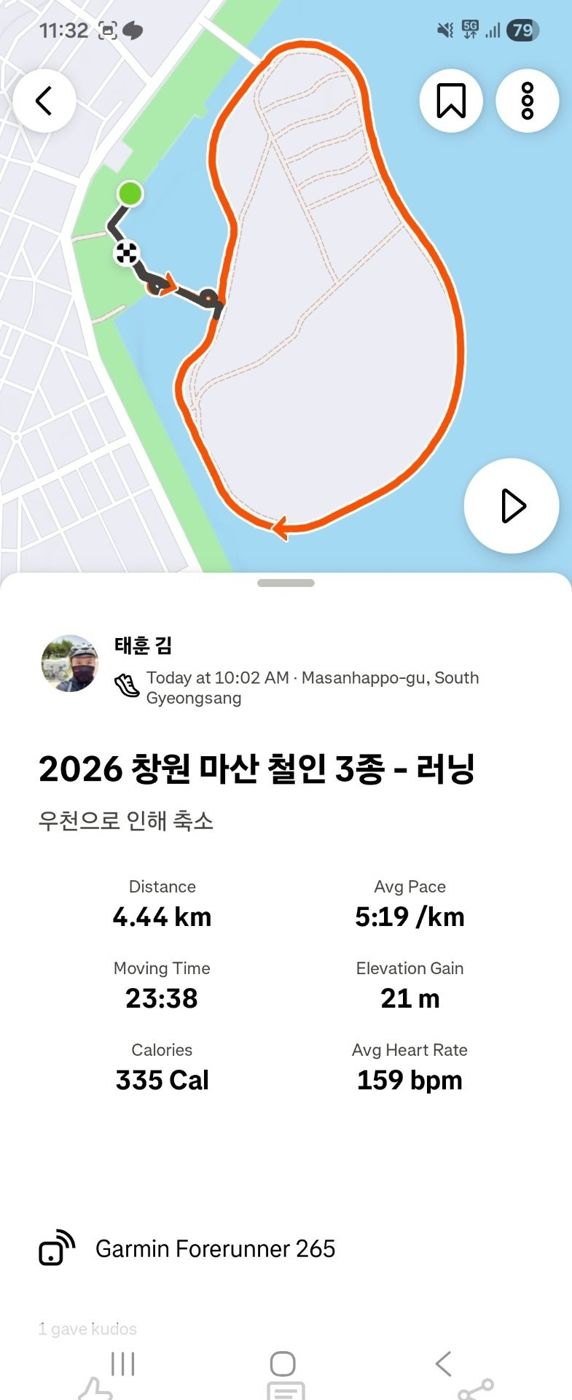 11:32
5G
79
태훈 김
Today at 10:02 AM · Masanhappo-gu, South
Gyeongsang
2026 창원 마산 철인 3종 - 러닝
우천으로 인해 축소
Distance
Avg Pace
4.44 km
5:19 /km
Moving Time
Elevation Gain
23:38
21 m
Calories
Avg Heart Rate
335 Cal
159 bpm
Garmin Forerunner 265
1 gave kudos